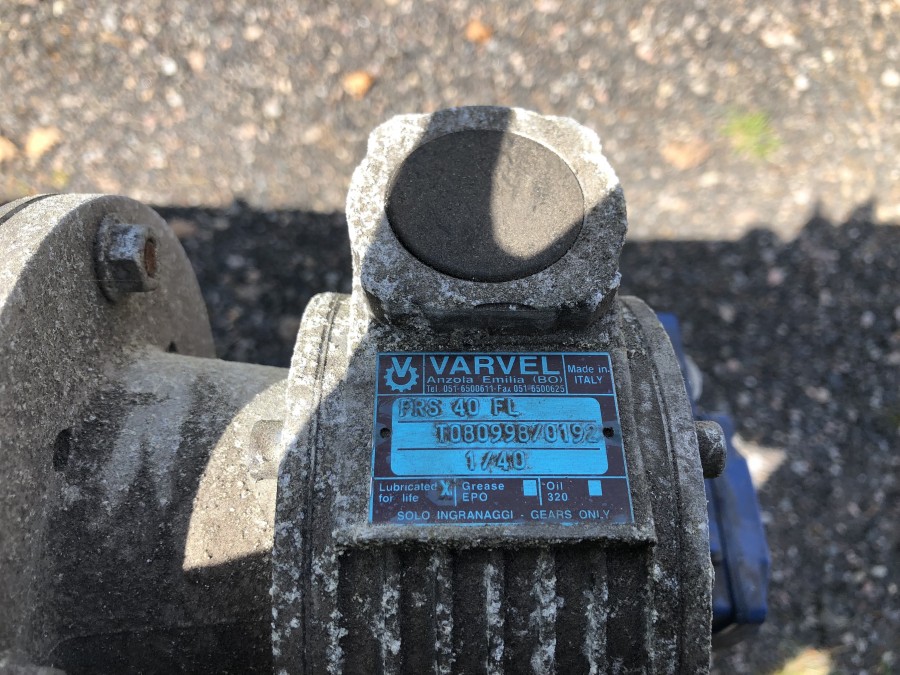 VARVEL
Anzola Emilia (BO)
Tel. 051-6500611-Fax 051-6500625
Made in
ITALY
FRS 40 FL
T080998/0192
1/40
Lubricated X
for life
Grease
EPO
Oil
320
SOLO INGRANAGGI - GEARS ONLY